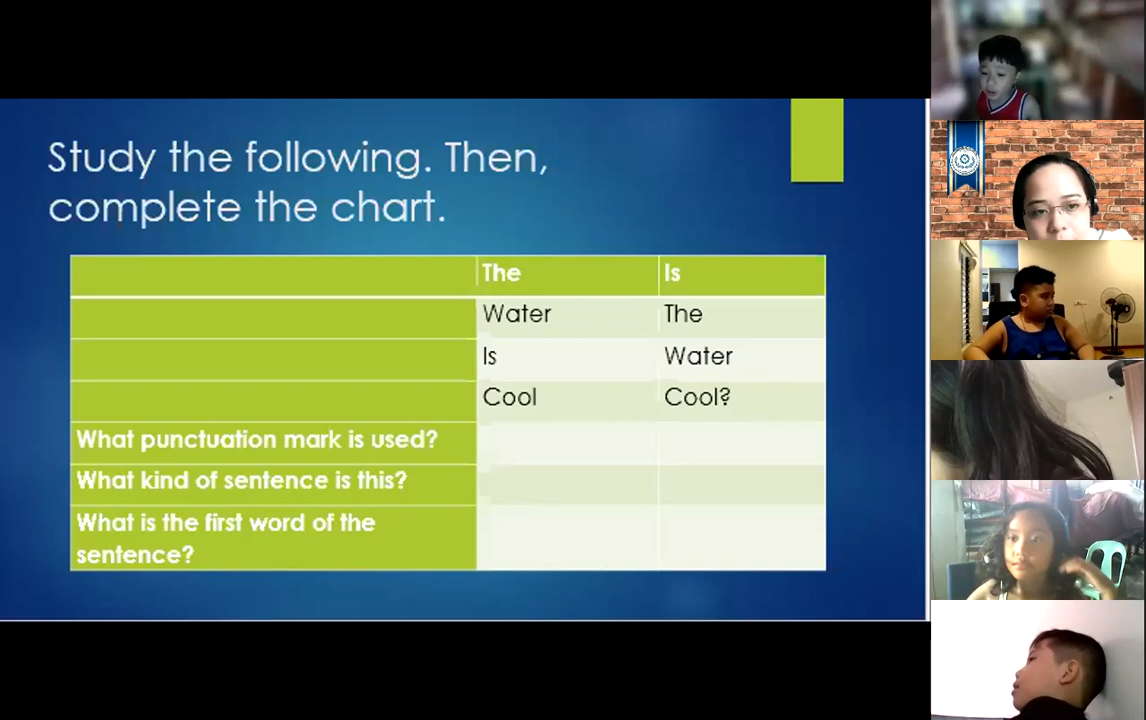 Study the following. Then,
complete the chart.
The Is
Water The
Is Water
Cool Cool?
What punctuation mark is used?
What kind of sentence is this?
What is the first word of the
sentence?